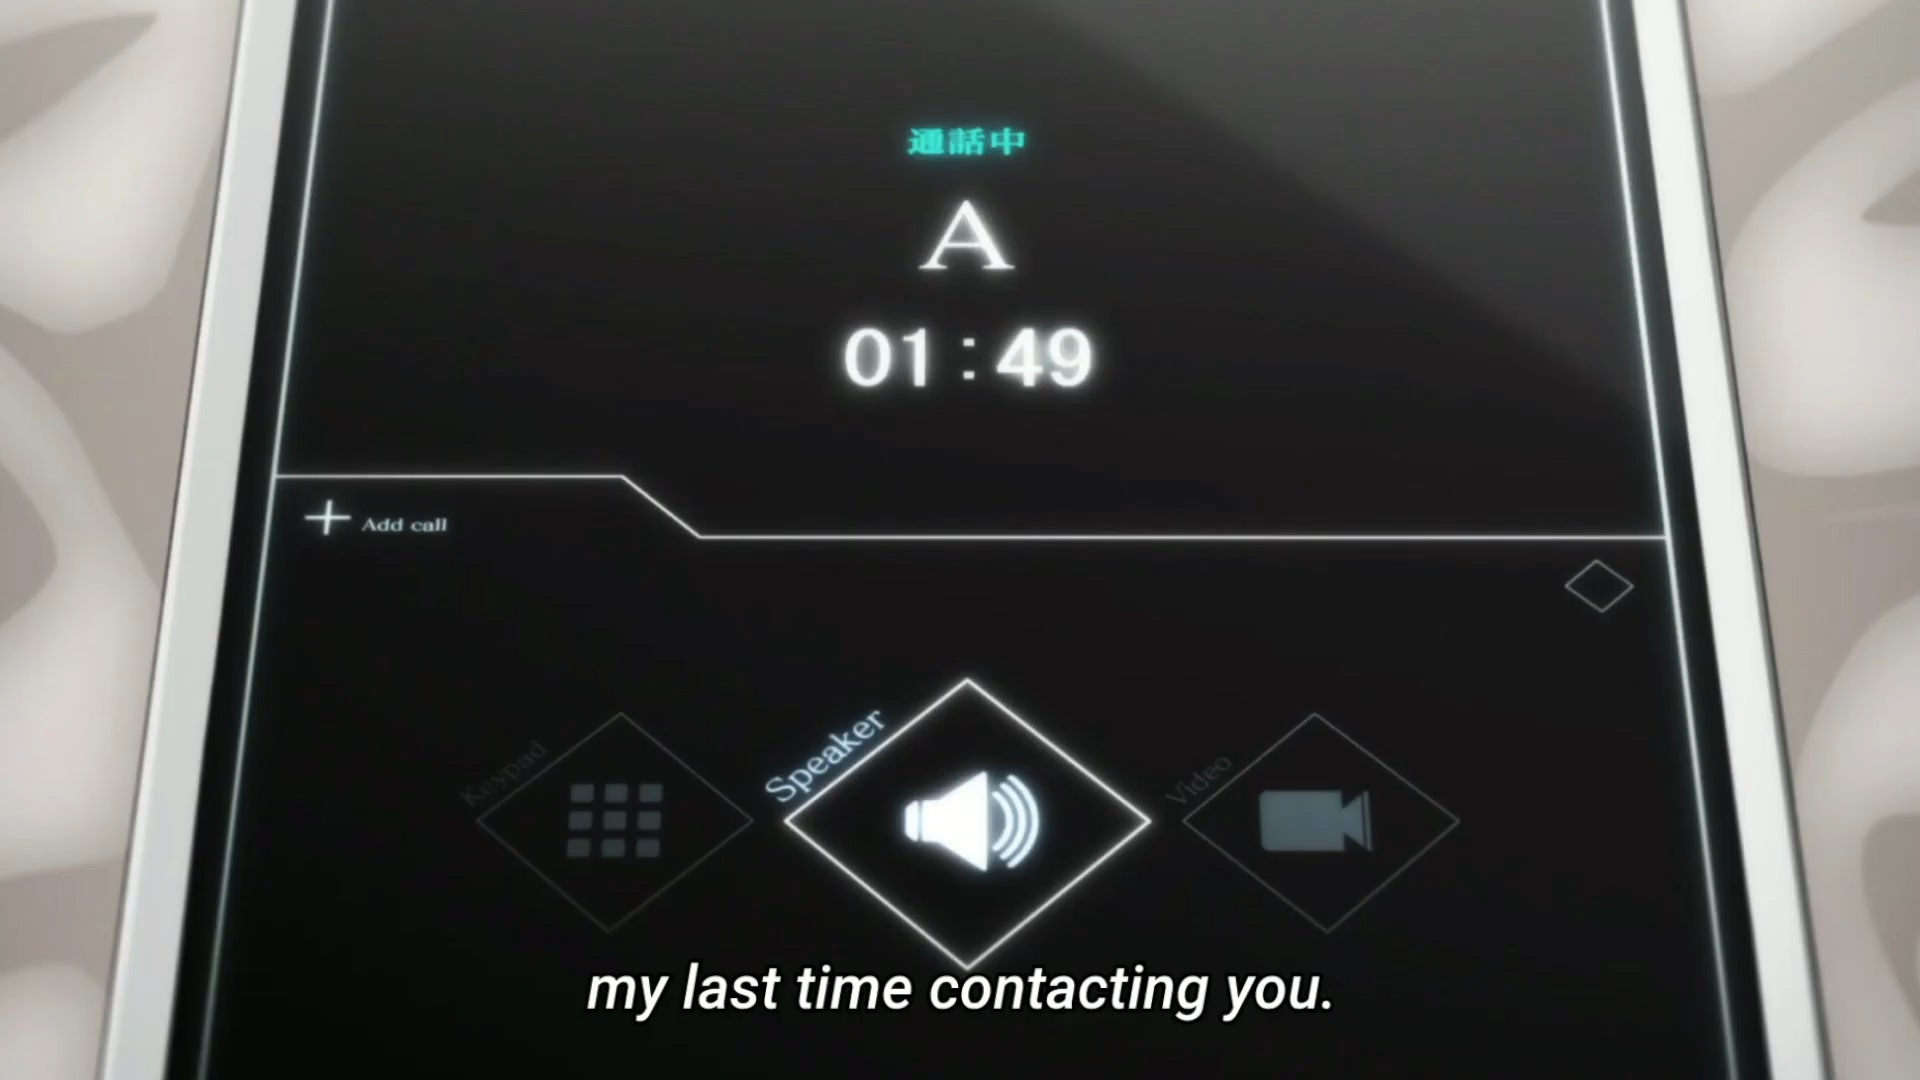 通話中
A
01:49
Add call
Keypad
Speaker
Video
my last time contacting you.